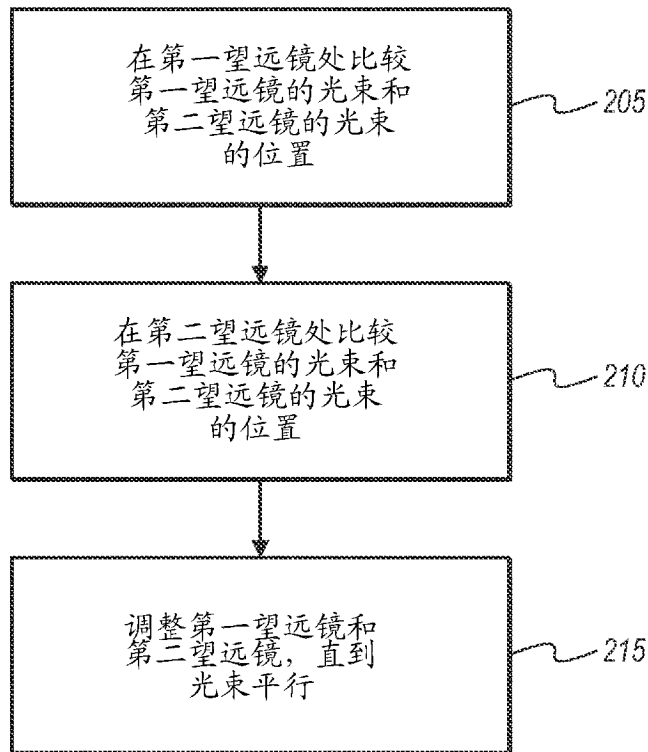 在第一望远镜处比较
第一望远镜的光束和
第二望远镜的光束
的位置
205
在第二望远镜处比较
第一望远镜的光束和
第二望远镜的光束
的位置
210
调整第一望远镜和
第二望远镜，直到
光束平行
215